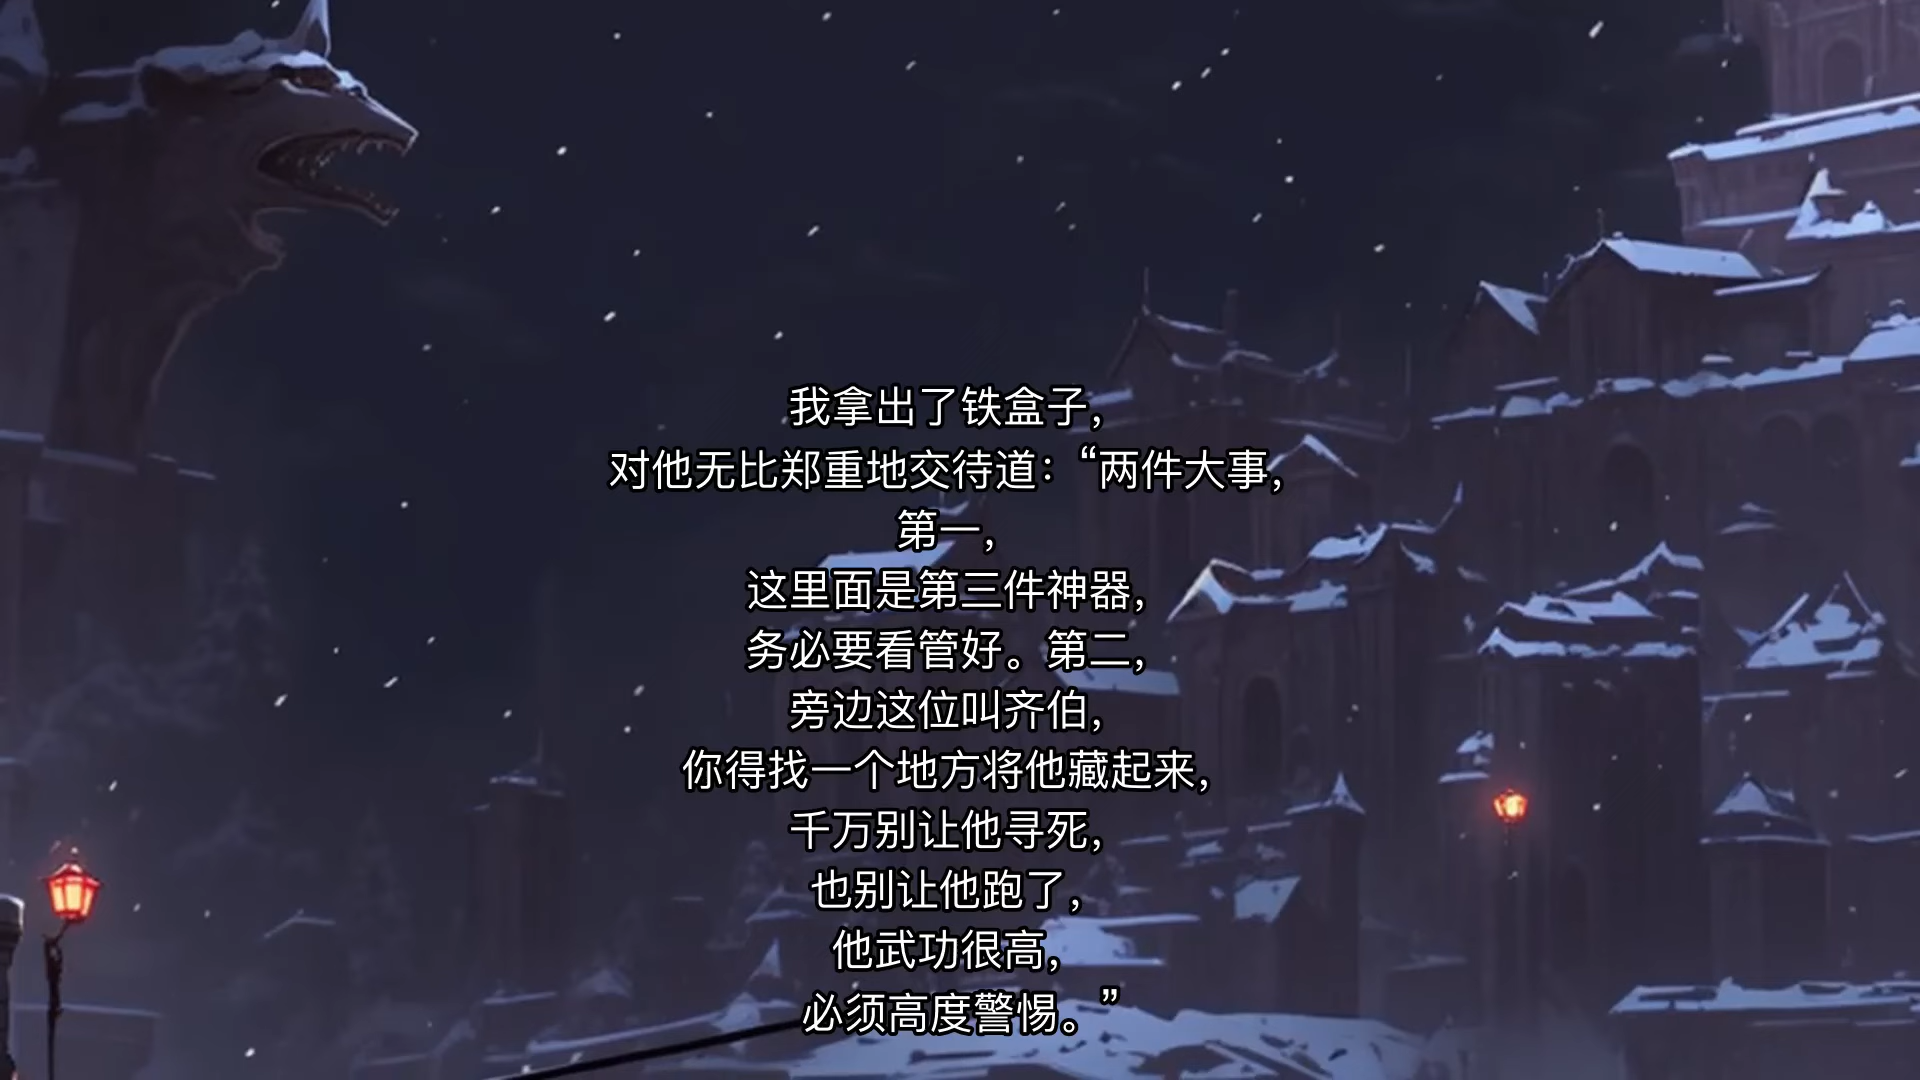 我拿出了铁盒子，
对他无比郑重地交待道：“两件大事，
第一，
这里面是第三件神器，
务必要看管好。第二，
旁边这位叫齐伯，
你得找一个地方将他藏起来，
千万别让他寻死，
也别让他跑了，
他武功很高，
必须高度警惕。”